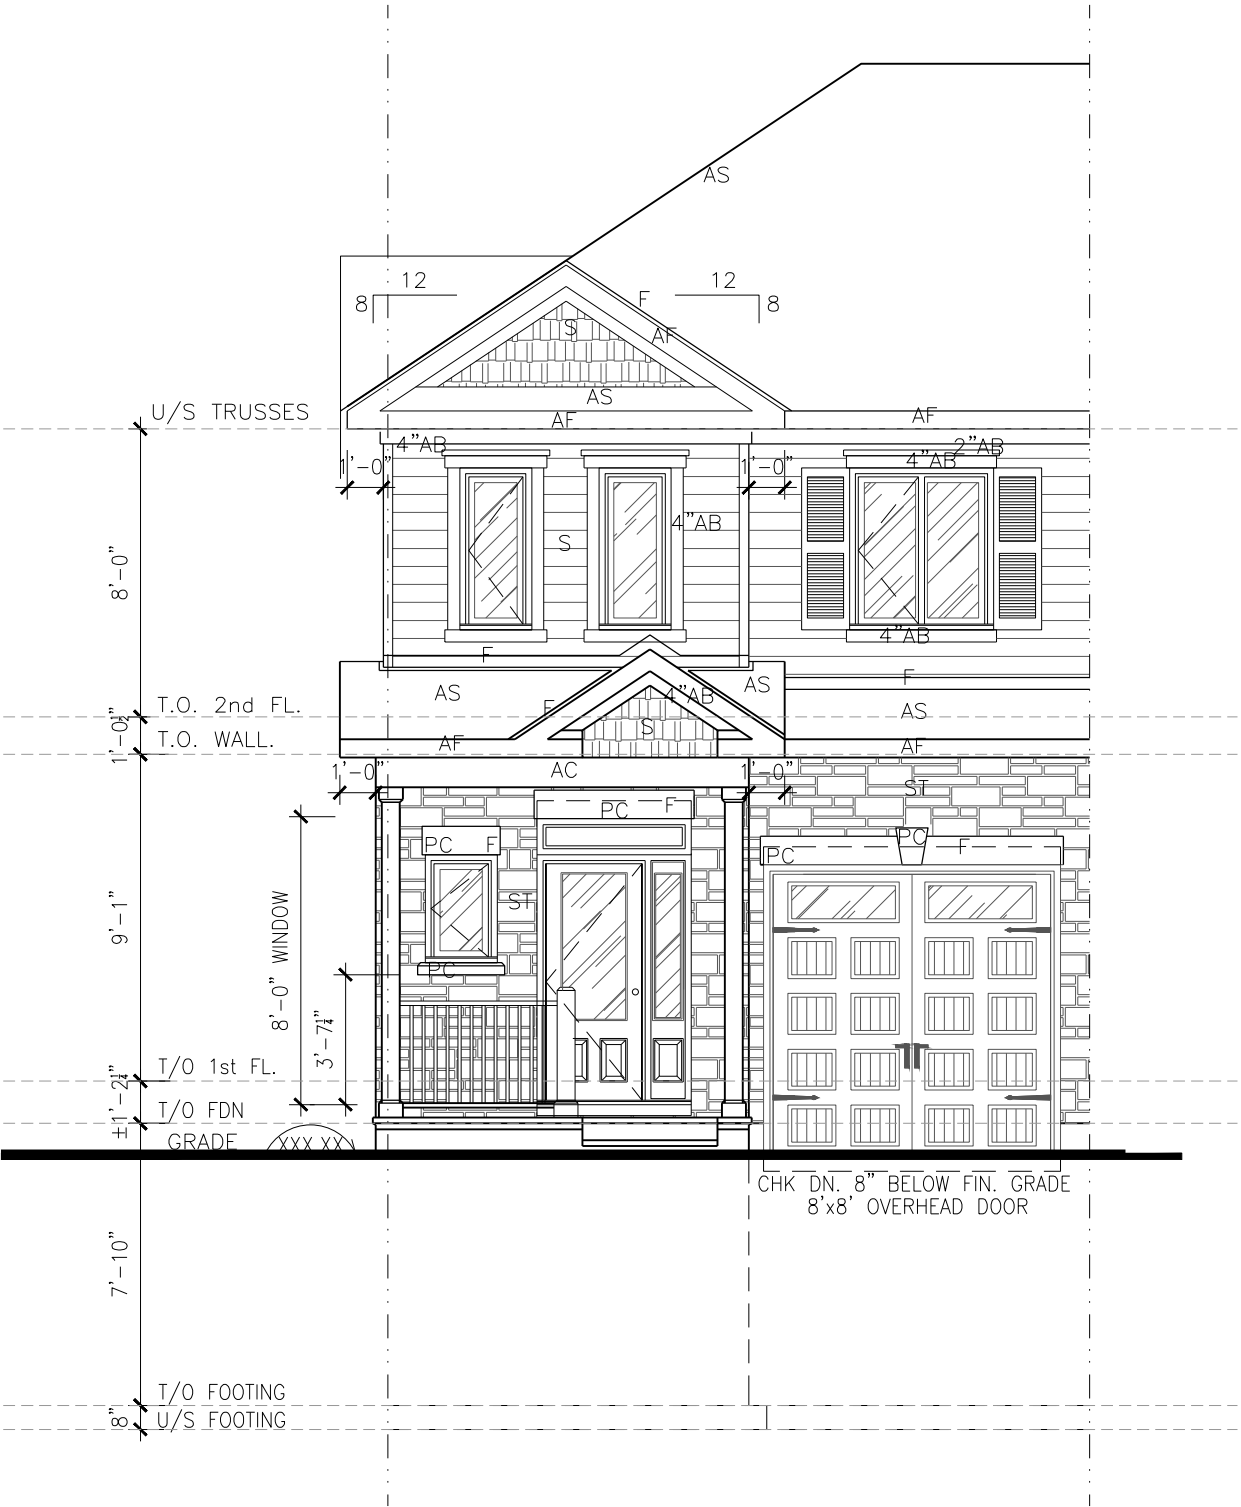 AS
12
12
8
F
8
S
AF
AS
U/S TRUSSES
AF
AF
4"AB
2"AB
4"AB
1'-0"
1'-0"
4"AB
S
8'-0"
4"AB
F
F
AS
AS
4"AB
F
T.O. 2nd FL.
AS
S
1'-0½"
T.O. WALL.
AF
AF
1'-0"
AC
1'-0"
ST
PC
F
PC
F
PC
F
PC
ST
9'-1"
8'-0" WINDOW
PC
3'-7¼"
T/O 1st FL.
±1'-2¼"
T/O FDN
GRADE
XXX.XX
CHK DN. 8" BELOW FIN. GRADE
8'x8' OVERHEAD DOOR
7'-10"
T/O FOOTING
8"
U/S FOOTING